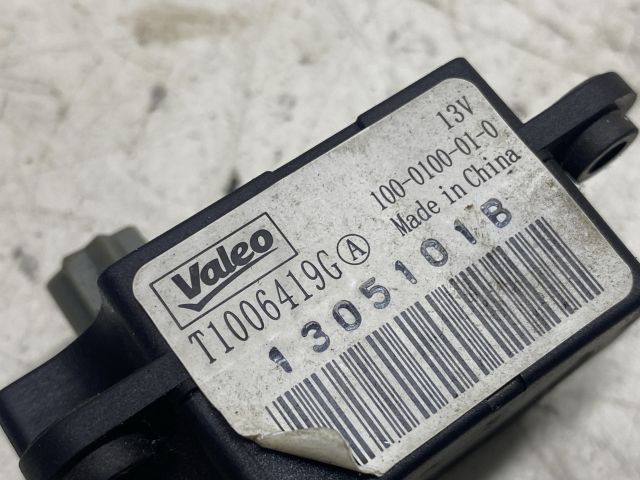 Valeo
13V
100-0100-01-0
Made in China
T1006419G Ⓐ
1305101B